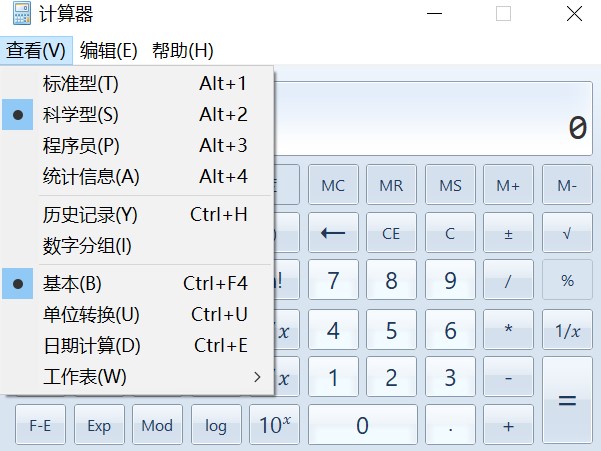 计算器
查看(V) 编辑(E) 帮助(H)
标准型(T) Alt+1
科学型(S) Alt+2
程序员(P) Alt+3
统计信息(A) Alt+4
历史记录(Y) Ctrl+H
数字分组(I)
基本(B) Ctrl+F4
单位转换(U) Ctrl+U
日期计算(D) Ctrl+E
工作表(W)
0
MC MR MS M+ M-
) ← CE C ± √
n! 7 8 9 / %
x 4 5 6 * 1/x
x 1 2 3 - =
F-E Exp Mod log 10ˣ 0 . +